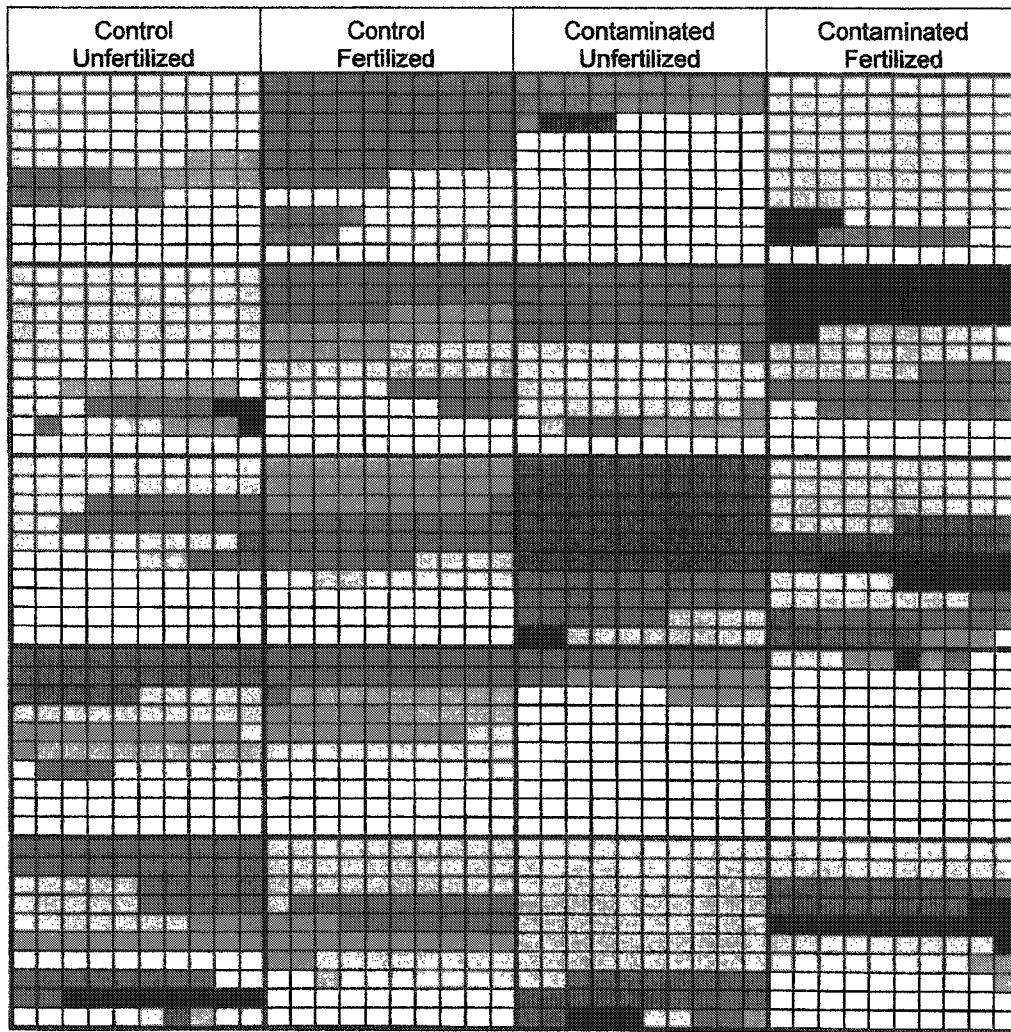 Control
Unfertilized
Control
Fertilized
Contaminated
Unfertilized
Contaminated
Fertilized